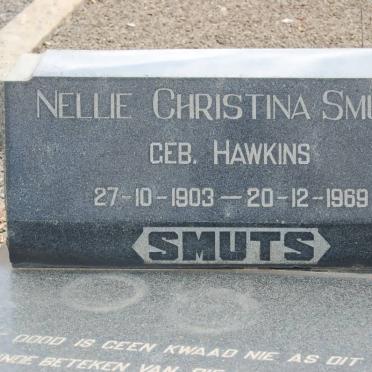 NELLIE CHRISTINA SMU
GEB. HAWKINS
27-10-1903 — 20-12-1969
SMUTS
DOOD IS GEEN KWAAD NIE AS DIT
BETEKEN VAN